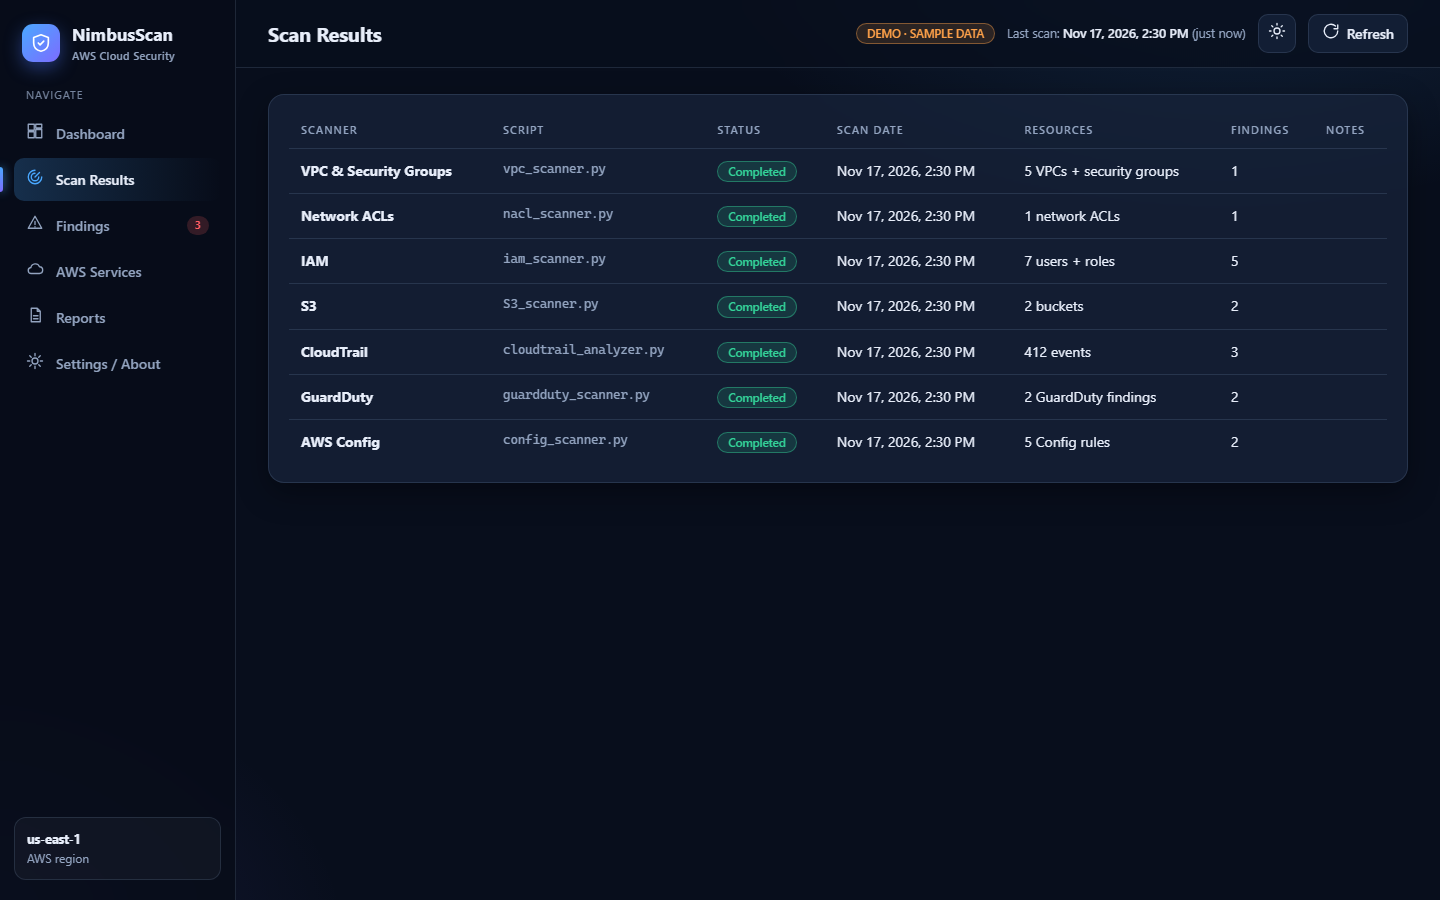 NimbusScan
AWS Cloud Security
NAVIGATE
Dashboard
Scan Results
Findings 3
AWS Services
Reports
Settings / About
us-east-1
AWS region
Scan Results
DEMO · SAMPLE DATA Last scan: Nov 17, 2026, 2:30 PM (just now) Refresh
SCANNER SCRIPT STATUS SCAN DATE RESOURCES FINDINGS NOTES
VPC & Security Groups vpc_scanner.py Completed Nov 17, 2026, 2:30 PM 5 VPCs + security groups 1
Network ACLs nacl_scanner.py Completed Nov 17, 2026, 2:30 PM 1 network ACLs 1
IAM iam_scanner.py Completed Nov 17, 2026, 2:30 PM 7 users + roles 5
S3 S3_scanner.py Completed Nov 17, 2026, 2:30 PM 2 buckets 2
CloudTrail cloudtrail_analyzer.py Completed Nov 17, 2026, 2:30 PM 412 events 3
GuardDuty guardduty_scanner.py Completed Nov 17, 2026, 2:30 PM 2 GuardDuty findings 2
AWS Config config_scanner.py Completed Nov 17, 2026, 2:30 PM 5 Config rules 2